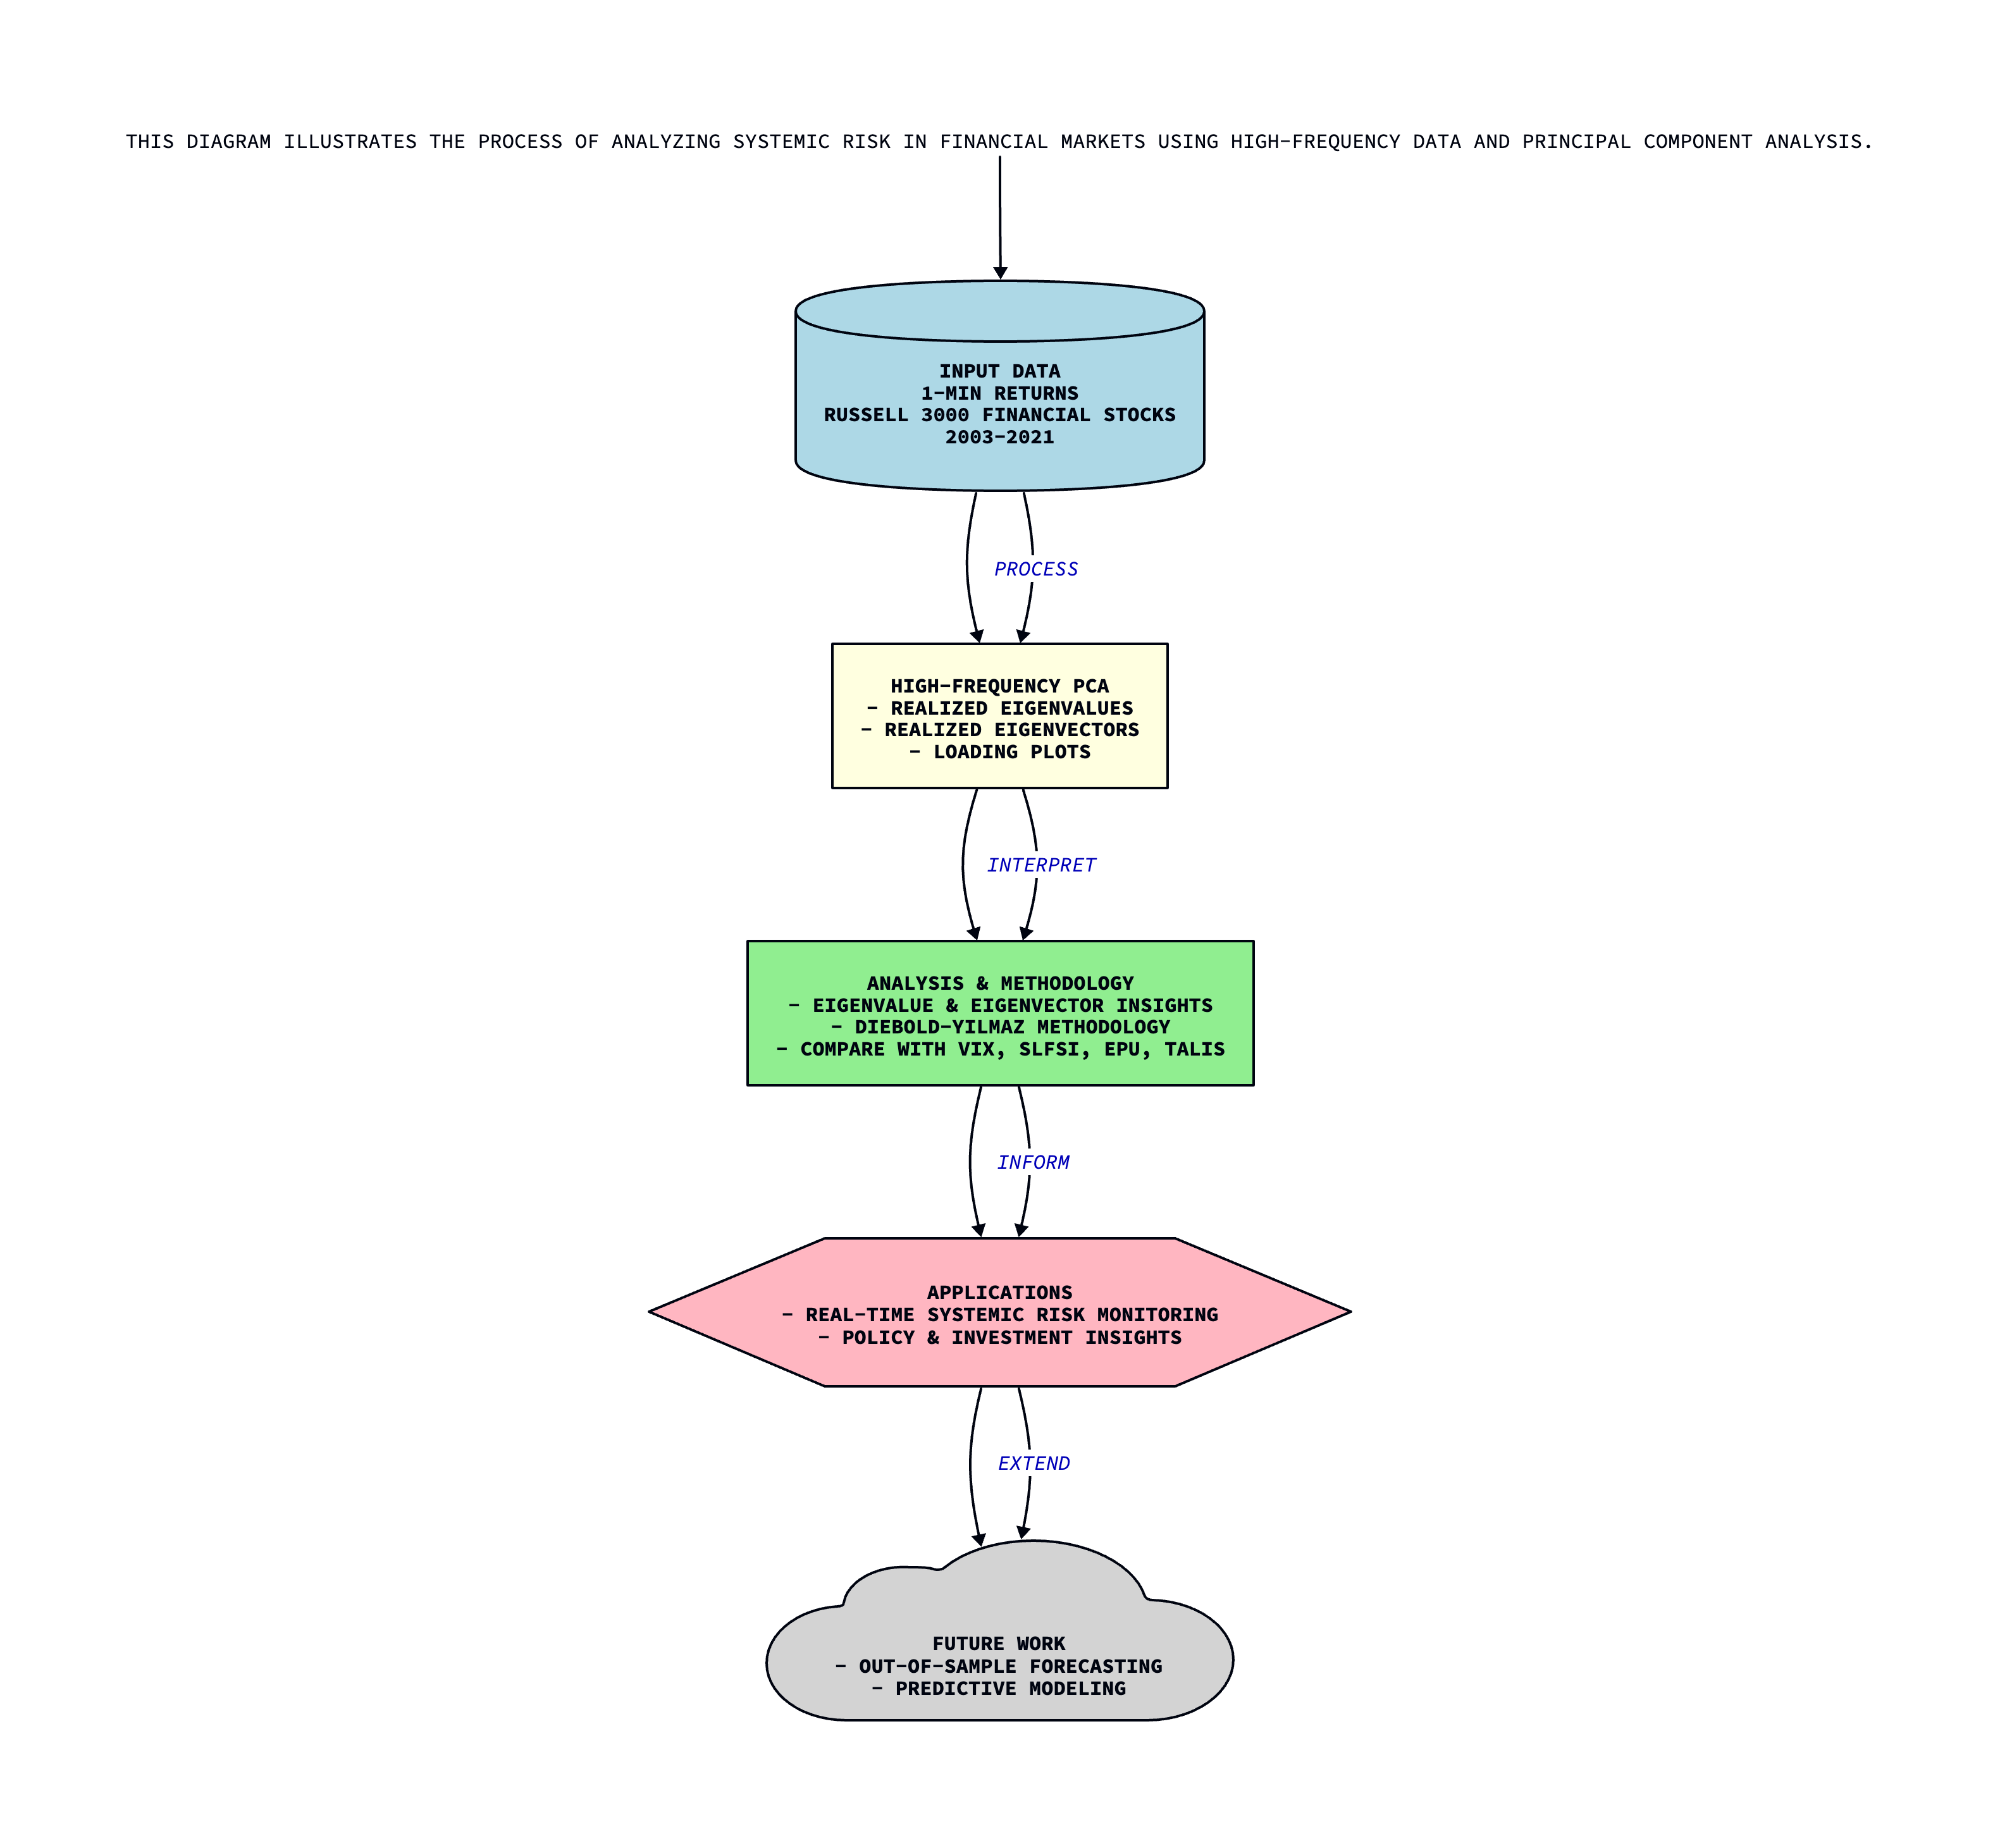 THIS DIAGRAM ILLUSTRATES THE PROCESS OF ANALYZING SYSTEMIC RISK IN FINANCIAL MARKETS USING HIGH-FREQUENCY DATA AND PRINCIPAL COMPONENT ANALYSIS.
INPUT DATA
1-MIN RETURNS
RUSSELL 3000 FINANCIAL STOCKS
2003-2021
PROCESS
HIGH-FREQUENCY PCA
- REALIZED EIGENVALUES
- REALIZED EIGENVECTORS
- LOADING PLOTS
INTERPRET
ANALYSIS & METHODOLOGY
- EIGENVALUE & EIGENVECTOR INSIGHTS
- DIEBOLD-YILMAZ METHODOLOGY
- COMPARE WITH VIX, SLFSI, EPU, TALIS
INFORM
APPLICATIONS
- REAL-TIME SYSTEMIC RISK MONITORING
- POLICY & INVESTMENT INSIGHTS
EXTEND
FUTURE WORK
- OUT-OF-SAMPLE FORECASTING
- PREDICTIVE MODELING